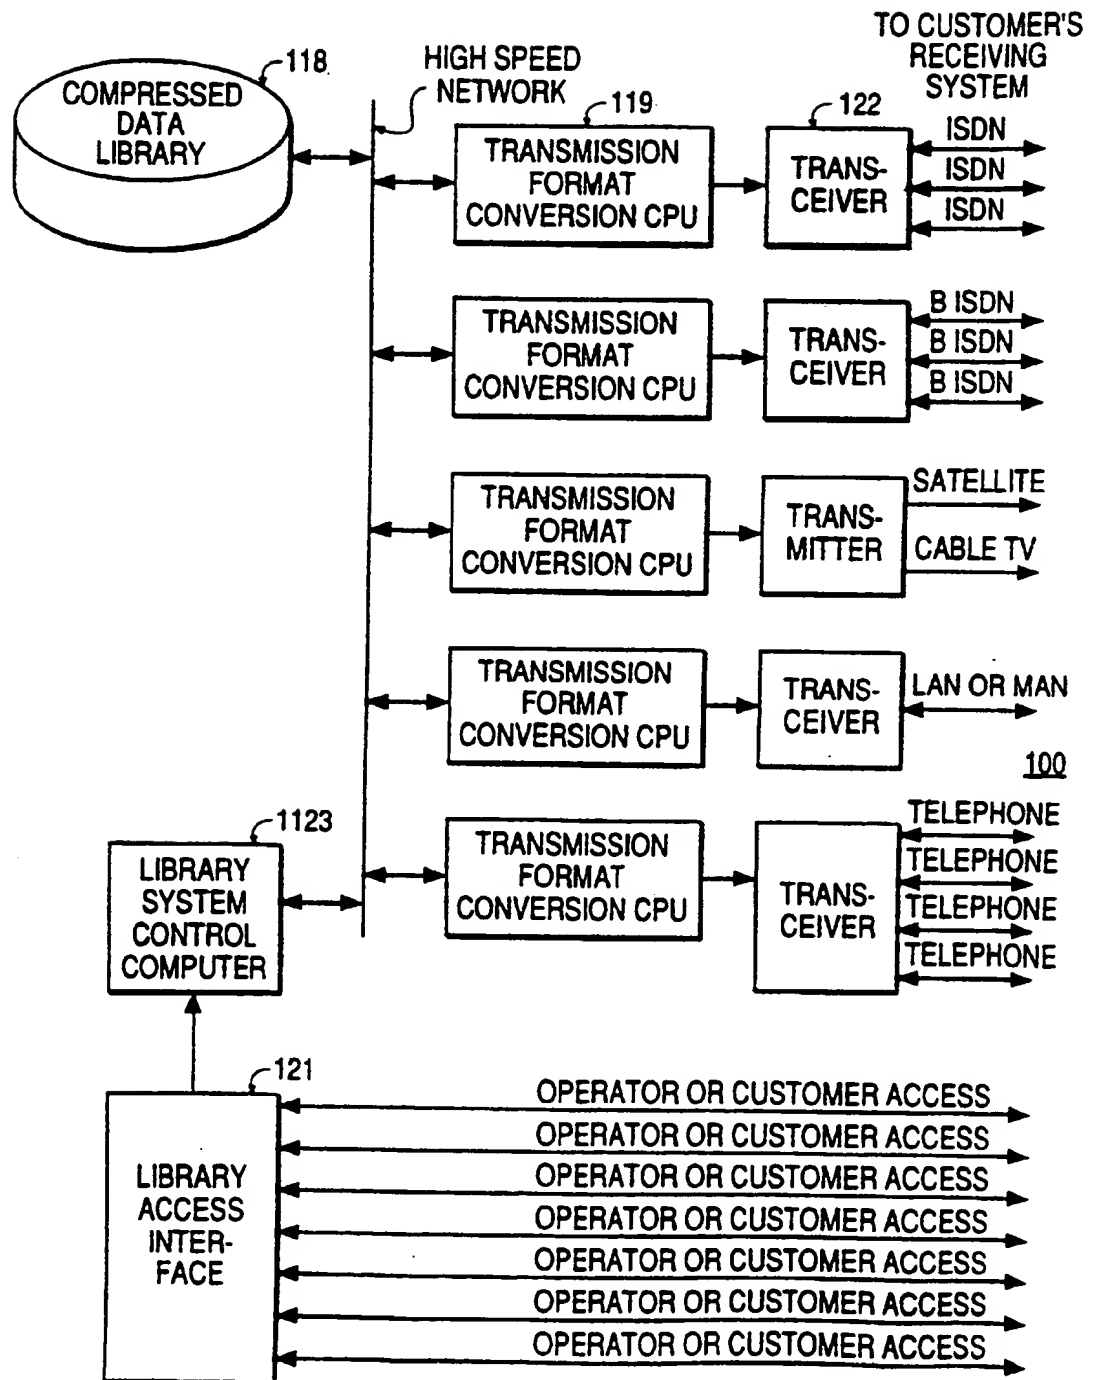 TO CUSTOMER'S
RECEIVING
SYSTEM
118
COMPRESSED
DATA
LIBRARY
HIGH SPEED
NETWORK
119
TRANSMISSION
FORMAT
CONVERSION CPU
122
TRANS-
CEIVER
ISDN
ISDN
ISDN
TRANSMISSION
FORMAT
CONVERSION CPU
TRANS-
CEIVER
B ISDN
B ISDN
B ISDN
TRANSMISSION
FORMAT
CONVERSION CPU
TRANS-
MITTER
SATELLITE
CABLE TV
TRANSMISSION
FORMAT
CONVERSION CPU
TRANS-
CEIVER
LAN OR MAN
100
1123
LIBRARY
SYSTEM
CONTROL
COMPUTER
TRANSMISSION
FORMAT
CONVERSION CPU
TRANS-
CEIVER
TELEPHONE
TELEPHONE
TELEPHONE
TELEPHONE
121
LIBRARY
ACCESS
INTER-
FACE
OPERATOR OR CUSTOMER ACCESS
OPERATOR OR CUSTOMER ACCESS
OPERATOR OR CUSTOMER ACCESS
OPERATOR OR CUSTOMER ACCESS
OPERATOR OR CUSTOMER ACCESS
OPERATOR OR CUSTOMER ACCESS
OPERATOR OR CUSTOMER ACCESS